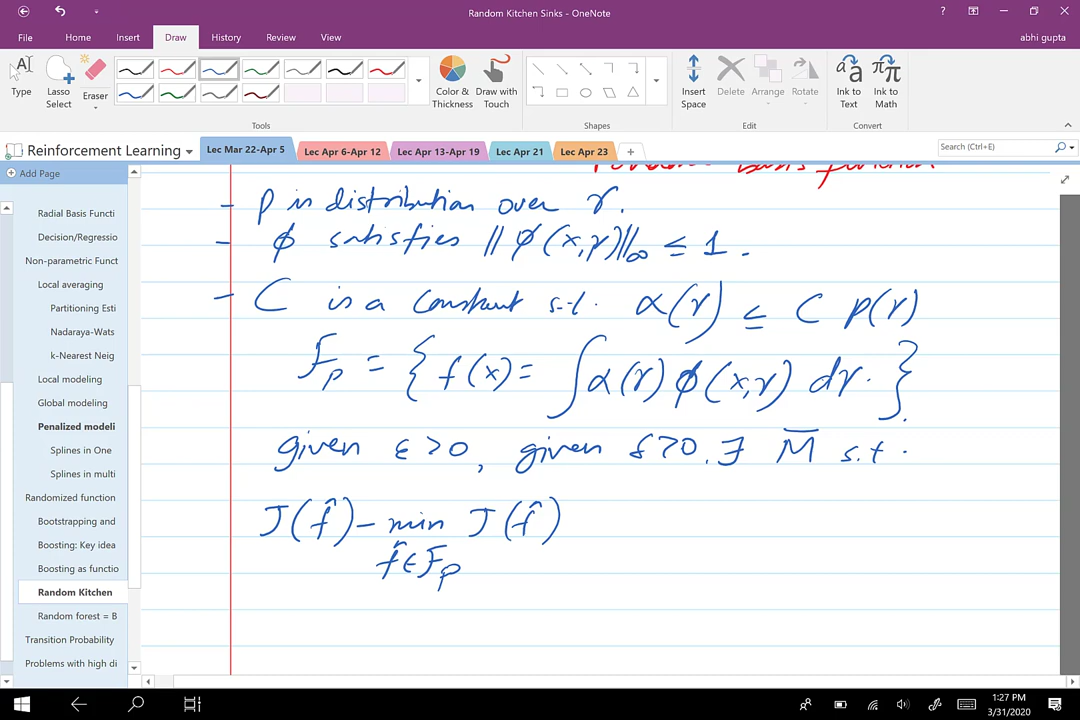 Random Kitchen Sinks - OneNote
File Home Insert Draw History Review View abhi gupta
Type Lasso Select Eraser Color & Thickness Draw with Touch Insert Space Delete Arrange Rotate Ink to Text Ink to Math
Tools Shapes Edit Convert
Reinforcement Learning Lec Mar 22-Apr 5 Lec Apr 6-Apr 12 Lec Apr 13-Apr 19 Lec Apr 21 Lec Apr 23 + Search (Ctrl+E)
Add Page
Radial Basis Functi
Decision/Regressio
Non-parametric Funct
Local averaging
Partitioning Esti
Nadaraya-Wats
k-Nearest Neig
Local modeling
Global modeling
Penalized modeli
Splines in One
Splines in multi
Randomized function
Bootstrapping and
Boosting: Key idea
Boosting as functio
Random Kitchen
Random forest = B
Transition Probability
Problems with high di
basis function
- p is distribution over γ.
- φ satisfies ||φ(x,γ)||∞ ≤ 1.
- C is a constant s.t. α(γ) ≤ C p(γ)
F_p = { f(x) = ∫ α(γ) φ(x,γ) dγ. }
given ε>0, given δ>0, ∃ M̅ s.t.
J(f̂) - min J(f̂)
f̂∈F_p
1:27 PM
3/31/2020